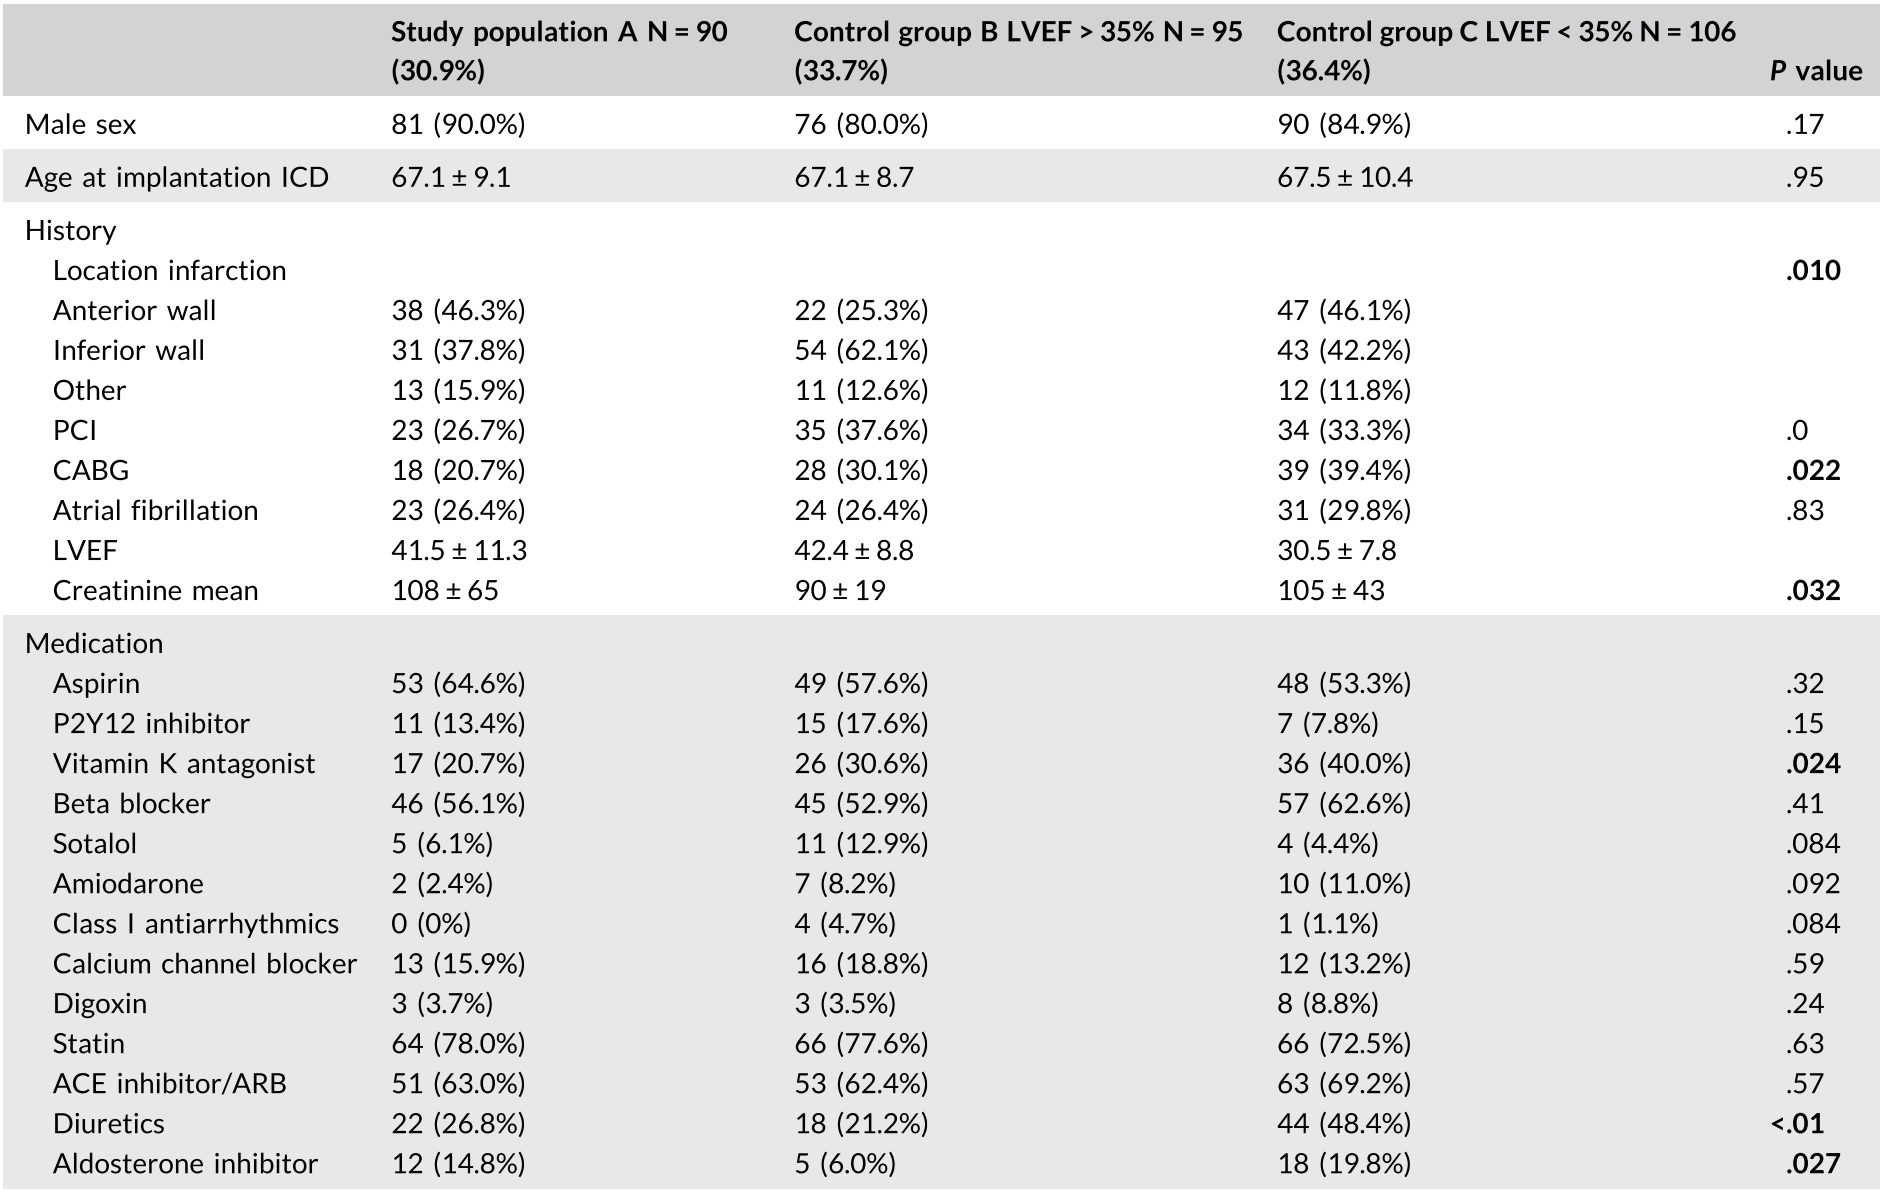 Study population A N = 90 Control group B LVEF > 35% N = 95 Control group C LVEF < 35% N = 106
(30.9%) (33.7%) (36.4%) P value
Male sex 81 (90.0%) 76 (80.0%) 90 (84.9%) .17
Age at implantation ICD 67.1 ± 9.1 67.1 ± 8.7 67.5 ± 10.4 .95
History
Location infarction .010
Anterior wall 38 (46.3%) 22 (25.3%) 47 (46.1%)
Inferior wall 31 (37.8%) 54 (62.1%) 43 (42.2%)
Other 13 (15.9%) 11 (12.6%) 12 (11.8%)
PCI 23 (26.7%) 35 (37.6%) 34 (33.3%) .0
CABG 18 (20.7%) 28 (30.1%) 39 (39.4%) .022
Atrial fibrillation 23 (26.4%) 24 (26.4%) 31 (29.8%) .83
LVEF 41.5 ± 11.3 42.4 ± 8.8 30.5 ± 7.8
Creatinine mean 108 ± 65 90 ± 19 105 ± 43 .032
Medication
Aspirin 53 (64.6%) 49 (57.6%) 48 (53.3%) .32
P2Y12 inhibitor 11 (13.4%) 15 (17.6%) 7 (7.8%) .15
Vitamin K antagonist 17 (20.7%) 26 (30.6%) 36 (40.0%) .024
Beta blocker 46 (56.1%) 45 (52.9%) 57 (62.6%) .41
Sotalol 5 (6.1%) 11 (12.9%) 4 (4.4%) .084
Amiodarone 2 (2.4%) 7 (8.2%) 10 (11.0%) .092
Class I antiarrhythmics 0 (0%) 4 (4.7%) 1 (1.1%) .084
Calcium channel blocker 13 (15.9%) 16 (18.8%) 12 (13.2%) .59
Digoxin 3 (3.7%) 3 (3.5%) 8 (8.8%) .24
Statin 64 (78.0%) 66 (77.6%) 66 (72.5%) .63
ACE inhibitor/ARB 51 (63.0%) 53 (62.4%) 63 (69.2%) .57
Diuretics 22 (26.8%) 18 (21.2%) 44 (48.4%) <.01
Aldosterone inhibitor 12 (14.8%) 5 (6.0%) 18 (19.8%) .027